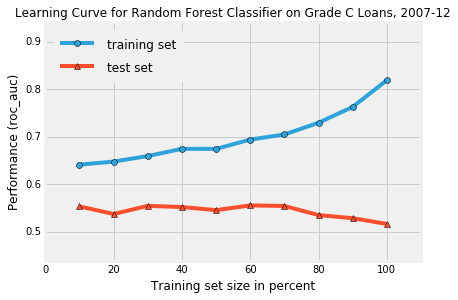 Learning Curve for Random Forest Classifier on Grade C Loans, 2007-12
training set
test set
Performance (roc_auc)
0.9
0.8
0.7
0.6
0.5
0 20 40 60 80 100
Training set size in percent